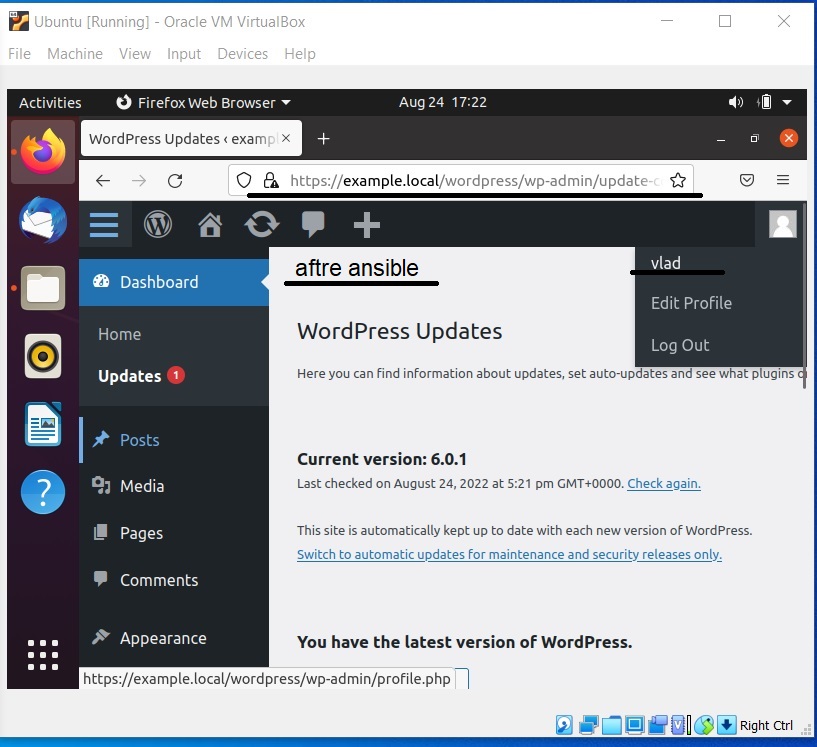 Ubuntu [Running] - Oracle VM VirtualBox
File Machine View Input Devices Help
Activities Firefox Web Browser Aug 24 17:22
WordPress Updates ‹ examp
https://example.local/wordpress/wp-admin/update-c
aftre ansible
vlad
Edit Profile
Log Out
Dashboard
Home
Updates 1
Posts
Media
Pages
Comments
Appearance
WordPress Updates
Here you can find information about updates, set auto-updates and see what plugins o
Current version: 6.0.1
Last checked on August 24, 2022 at 5:21 pm GMT+0000. Check again.
This site is automatically kept up to date with each new version of WordPress.
Switch to automatic updates for maintenance and security releases only.
You have the latest version of WordPress.
https://example.local/wordpress/wp-admin/profile.php
Right Ctrl